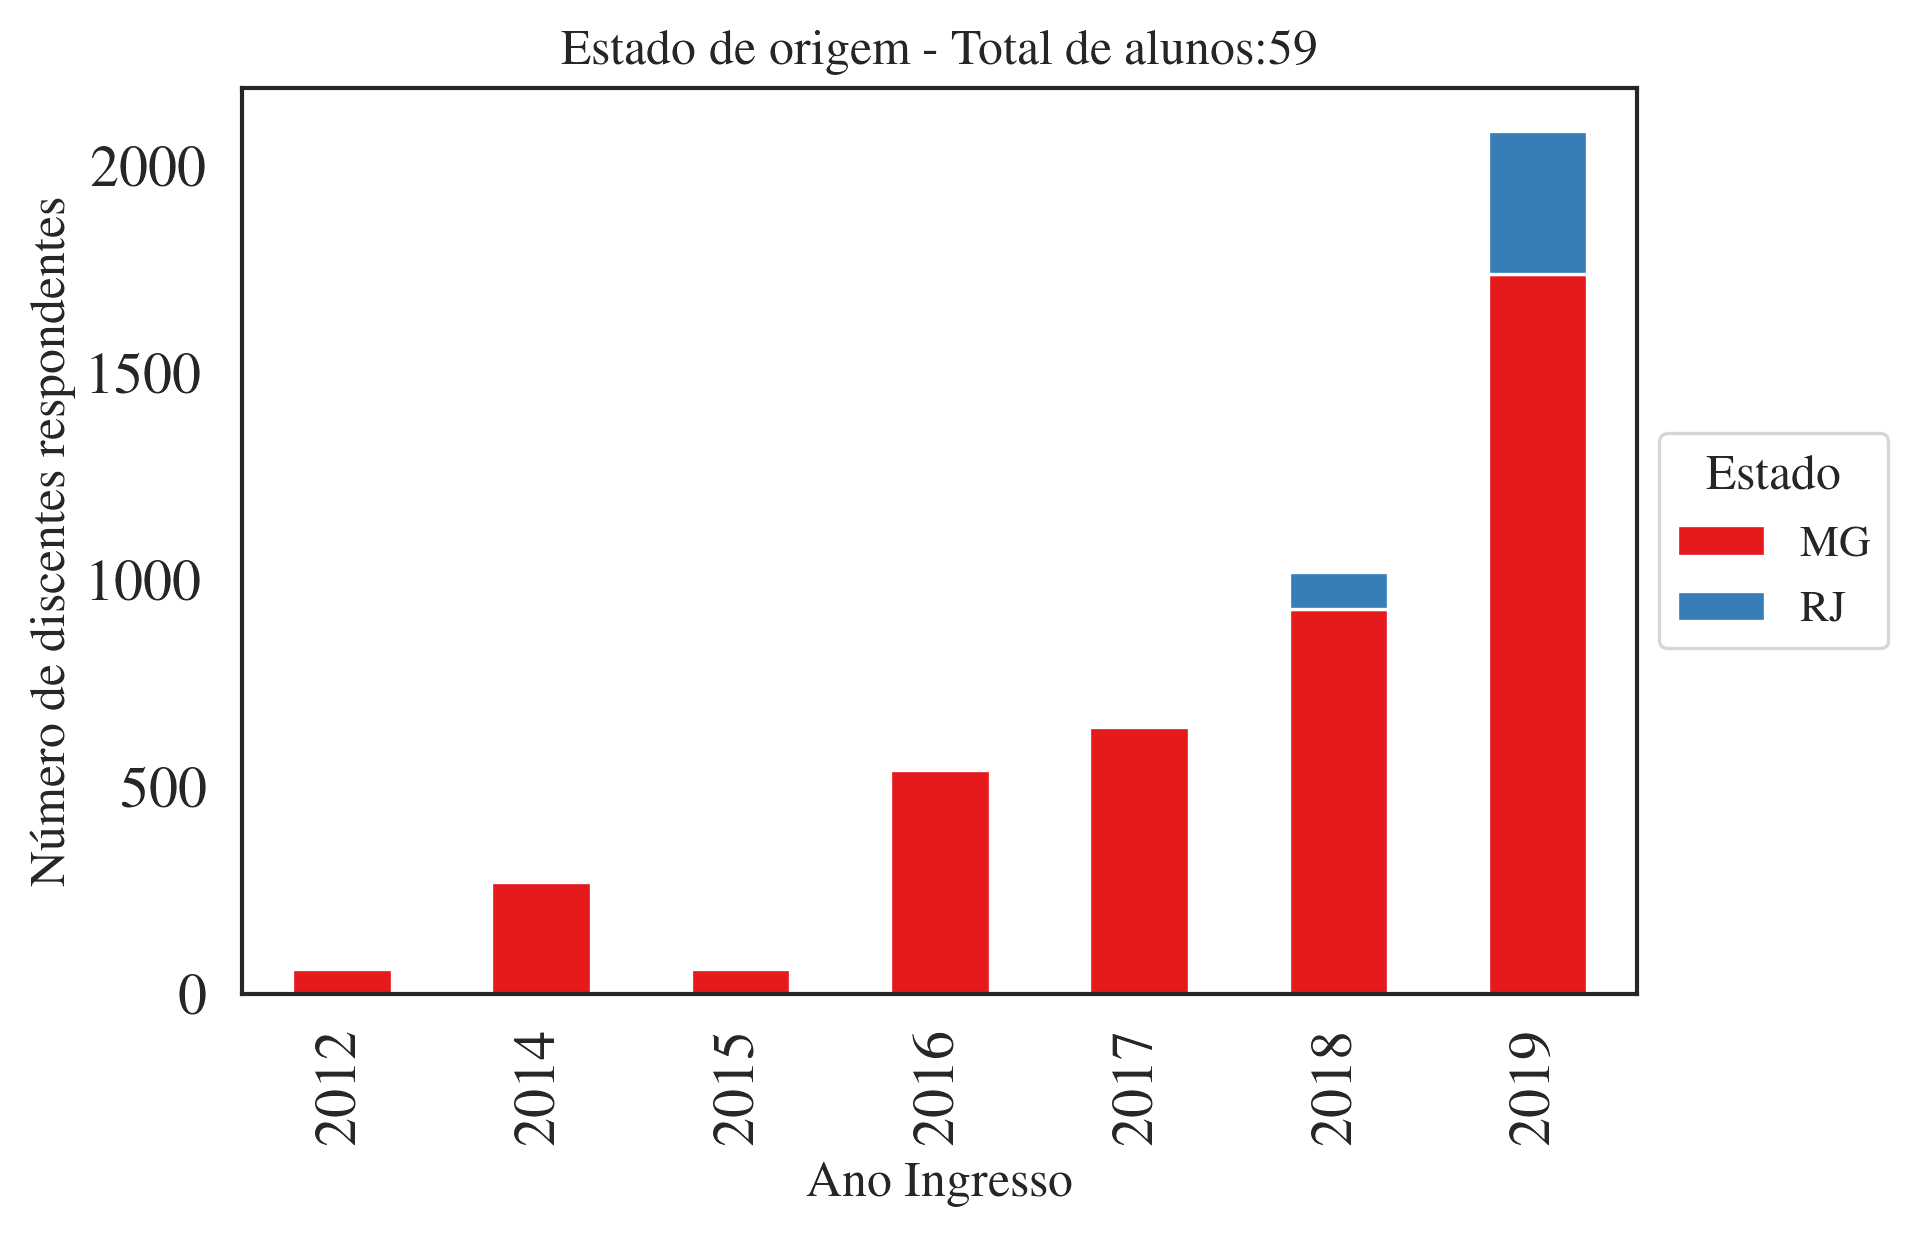 Estado de origem - Total de alunos:59
Número de discentes respondentes
2000
1500
1000
500
0
2012
2014
2015
2016
2017
2018
2019
Ano Ingresso
Estado
MG
RJ